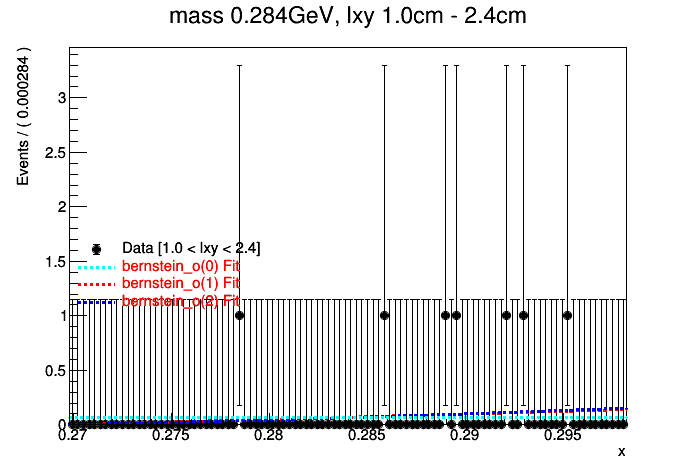 mass 0.284GeV, lxy 1.0cm - 2.4cm
Events / ( 0.000284 )
3
2.5
2
1.5
1
0.5
0
Data [1.0 < lxy < 2.4]
bernstein_o(0) Fit
bernstein_o(1) Fit
bernstein_o(2) Fit
0.27 0.275 0.28 0.285 0.29 0.295
x